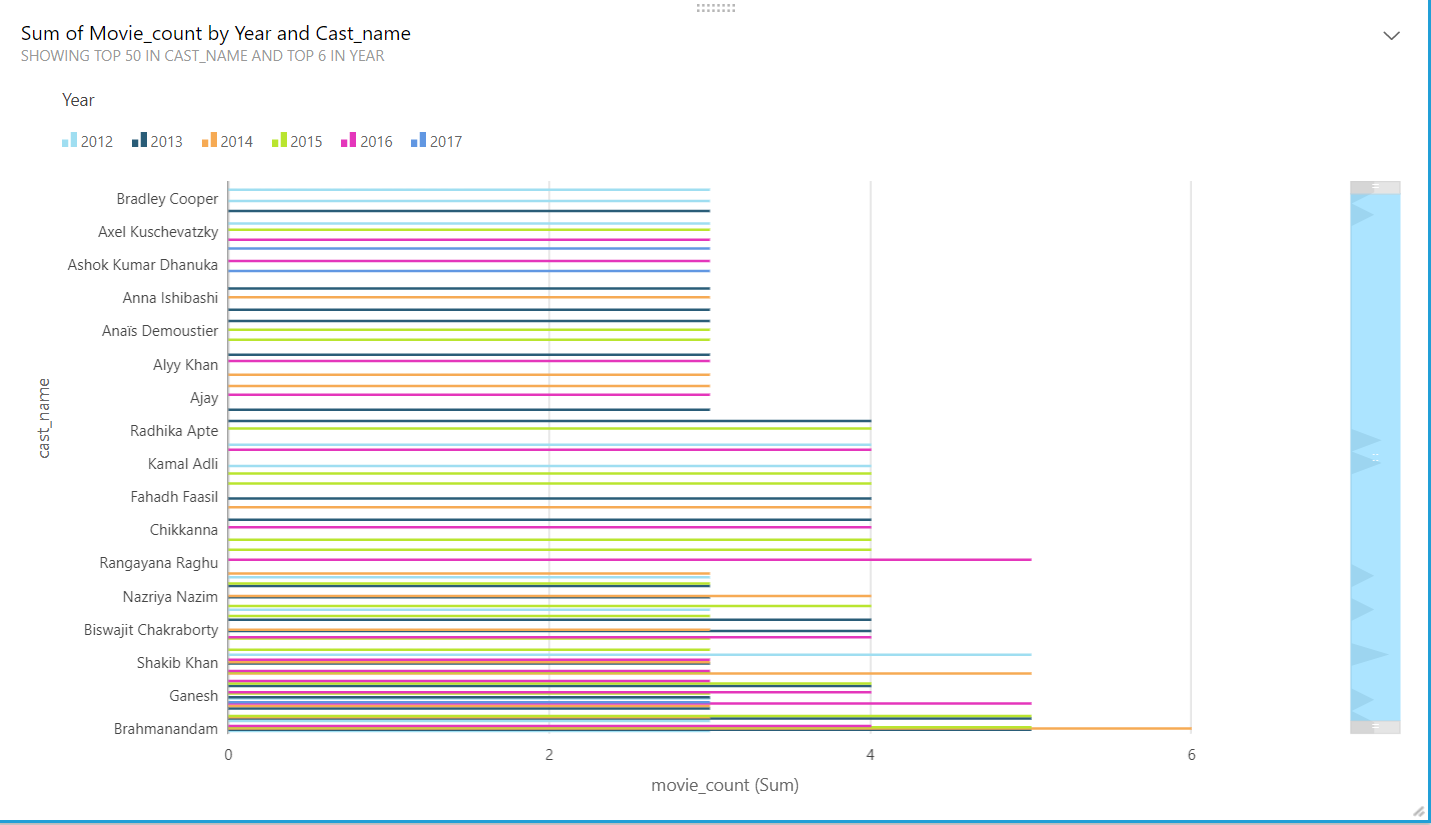 Sum of Movie_count by Year and Cast_name
SHOWING TOP 50 IN CAST_NAME AND TOP 6 IN YEAR
Year
2012 2013 2014 2015 2016 2017
cast_name
Bradley Cooper
Axel Kuschevatzky
Ashok Kumar Dhanuka
Anna Ishibashi
Anaïs Demoustier
Alyy Khan
Ajay
Radhika Apte
Kamal Adli
Fahadh Faasil
Chikkanna
Rangayana Raghu
Nazriya Nazim
Biswajit Chakraborty
Shakib Khan
Ganesh
Brahmanandam
0 2 4 6
movie_count (Sum)